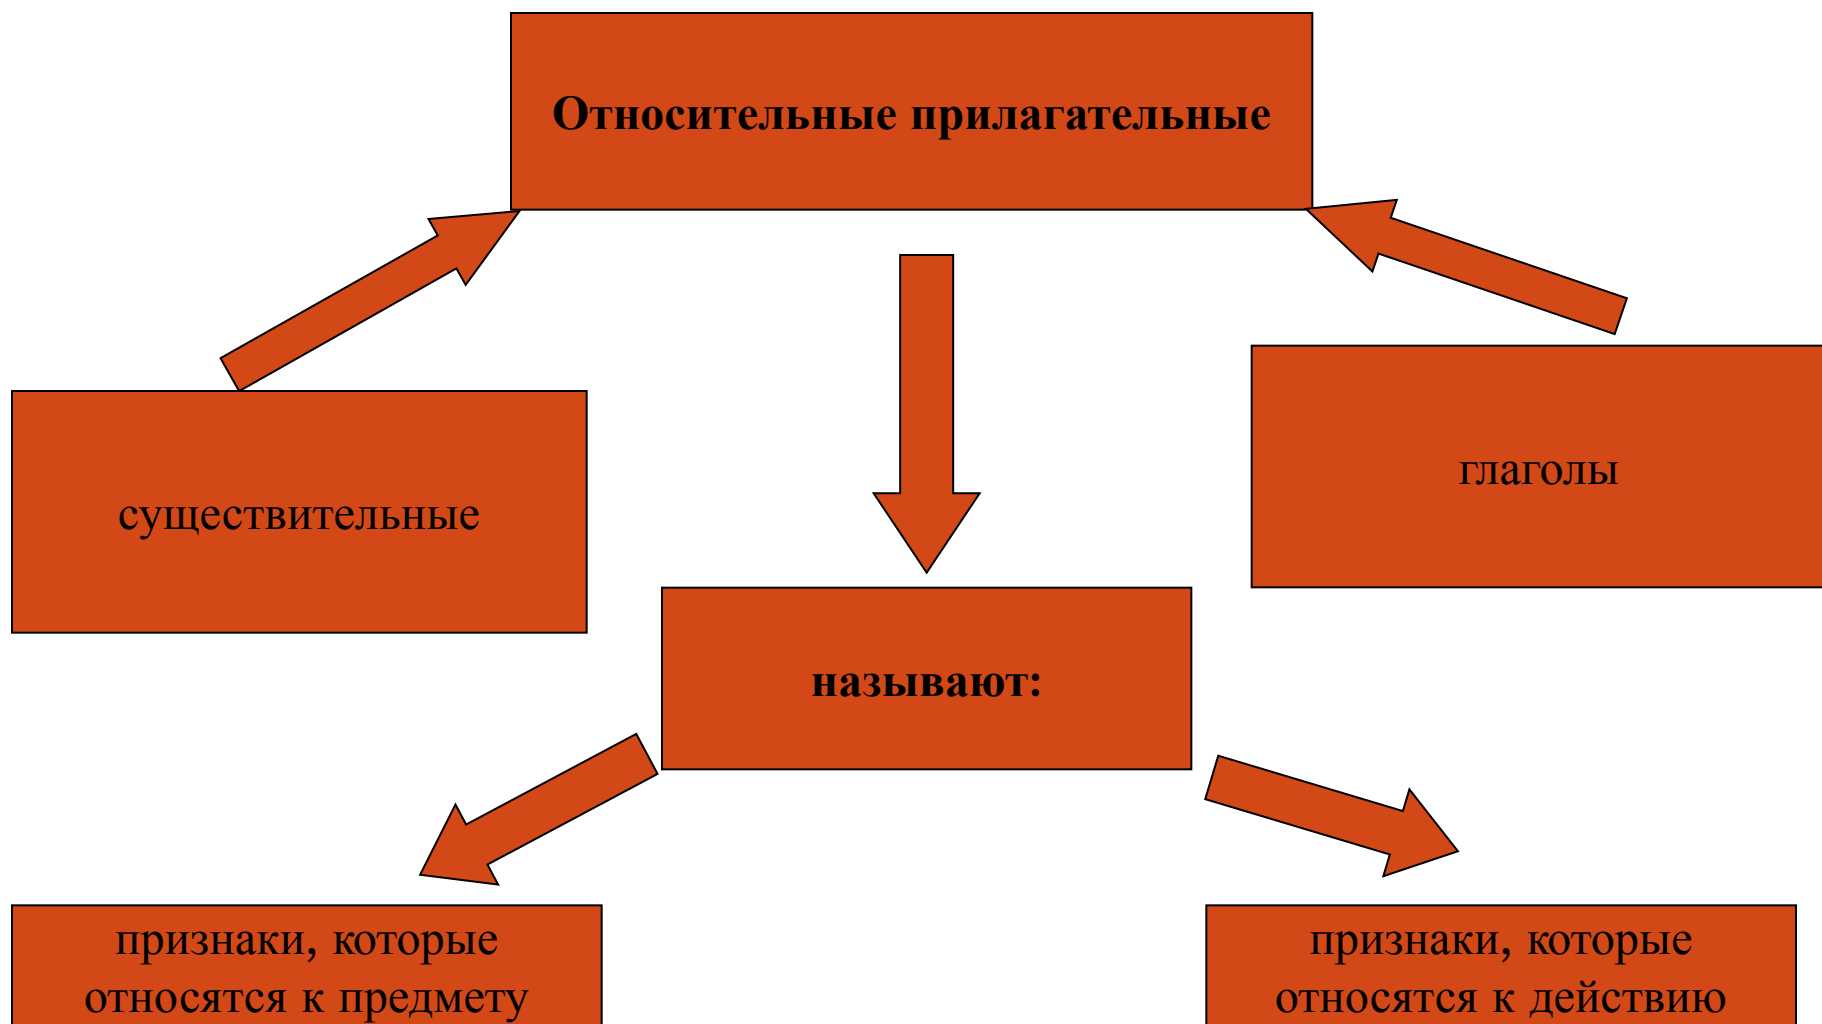 Относительные прилагательные
существительные
глаголы
называют:
признаки, которые
относятся к предмету
признаки, которые
относятся к действию